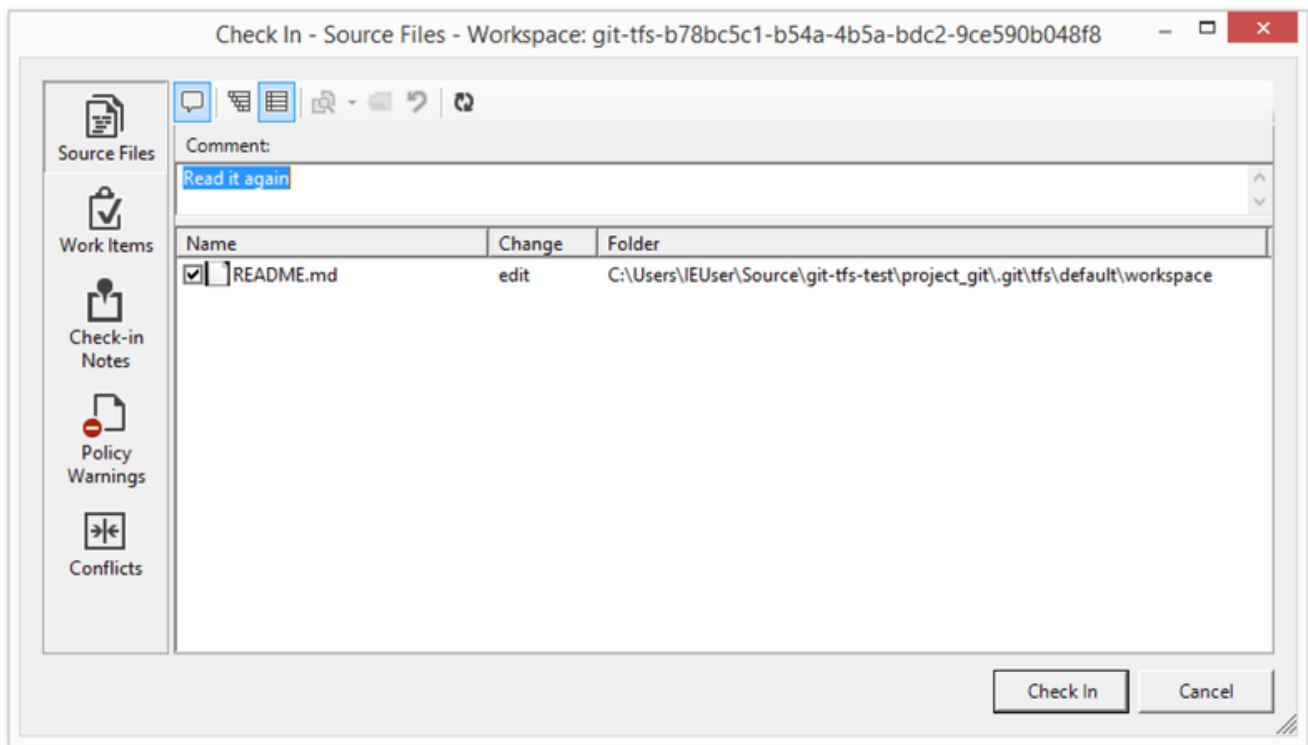 Check In - Source Files - Workspace: git-tfs-b78bc5c1-b54a-4b5a-bdc2-9ce590b048f8
Source Files
Work Items
Check-in
Notes
Policy
Warnings
Conflicts
Comment:
Read it again
Name Change Folder
README.md edit C:\Users\IEUser\Source\git-tfs-test\project_git\.git\tfs\default\workspace
Check In Cancel